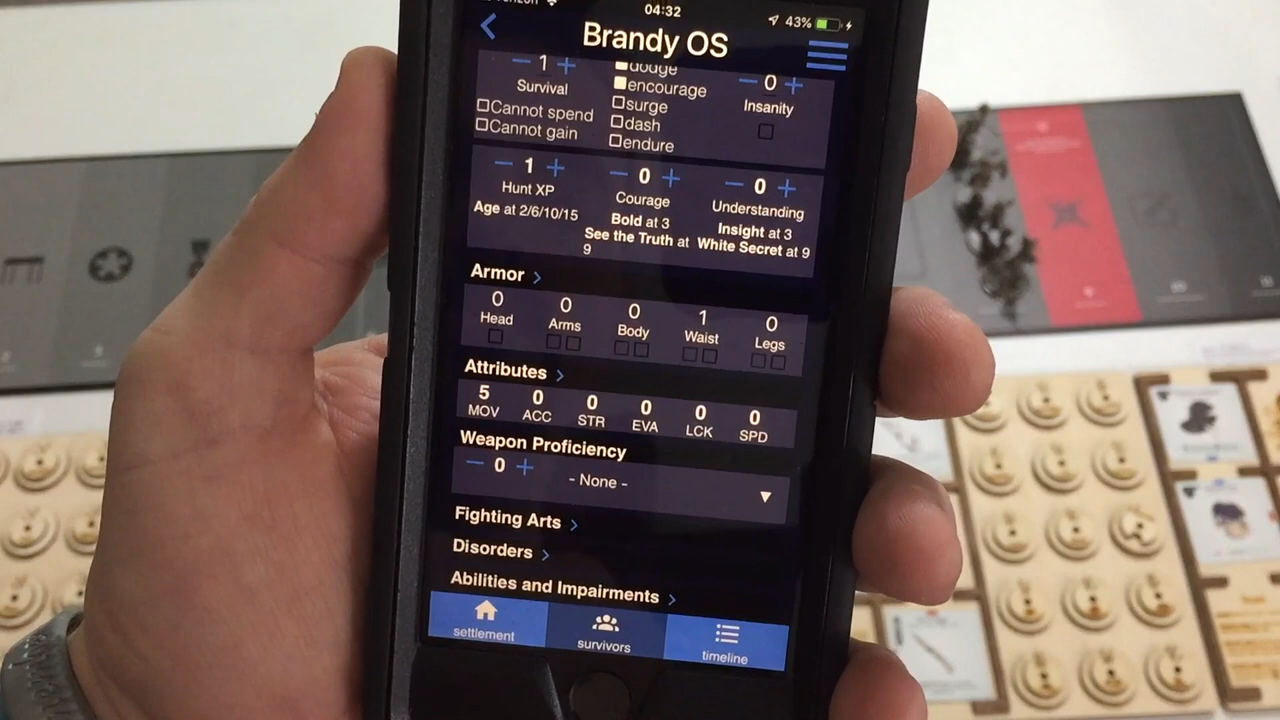 04:32
43%
Brandy OS
− 1 +
Survival
Cannot spend
Cannot gain
dodge
encourage
surge
dash
endure
− 0 +
Insanity
− 1 +
Hunt XP
Age at 2/6/10/15
− 0 +
Courage
Bold at 3
See the Truth at
9
− 0 +
Understanding
Insight at 3
White Secret at 9
Armor >
0 0 0 1 0
Head Arms Body Waist Legs
Attributes >
5 0 0 0 0 0
MOV ACC STR EVA LCK SPD
Weapon Proficiency
− 0 + - None -
Fighting Arts >
Disorders >
Abilities and Impairments >
settlement survivors timeline